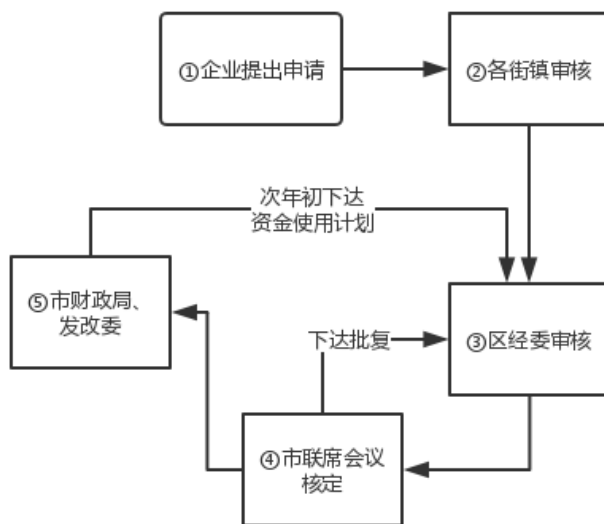 ①企业提出申请
②各街镇审核
次年初下达
资金使用计划
⑤市财政局、
发改委
下达批复
③区经委审核
④市联席会议
核定